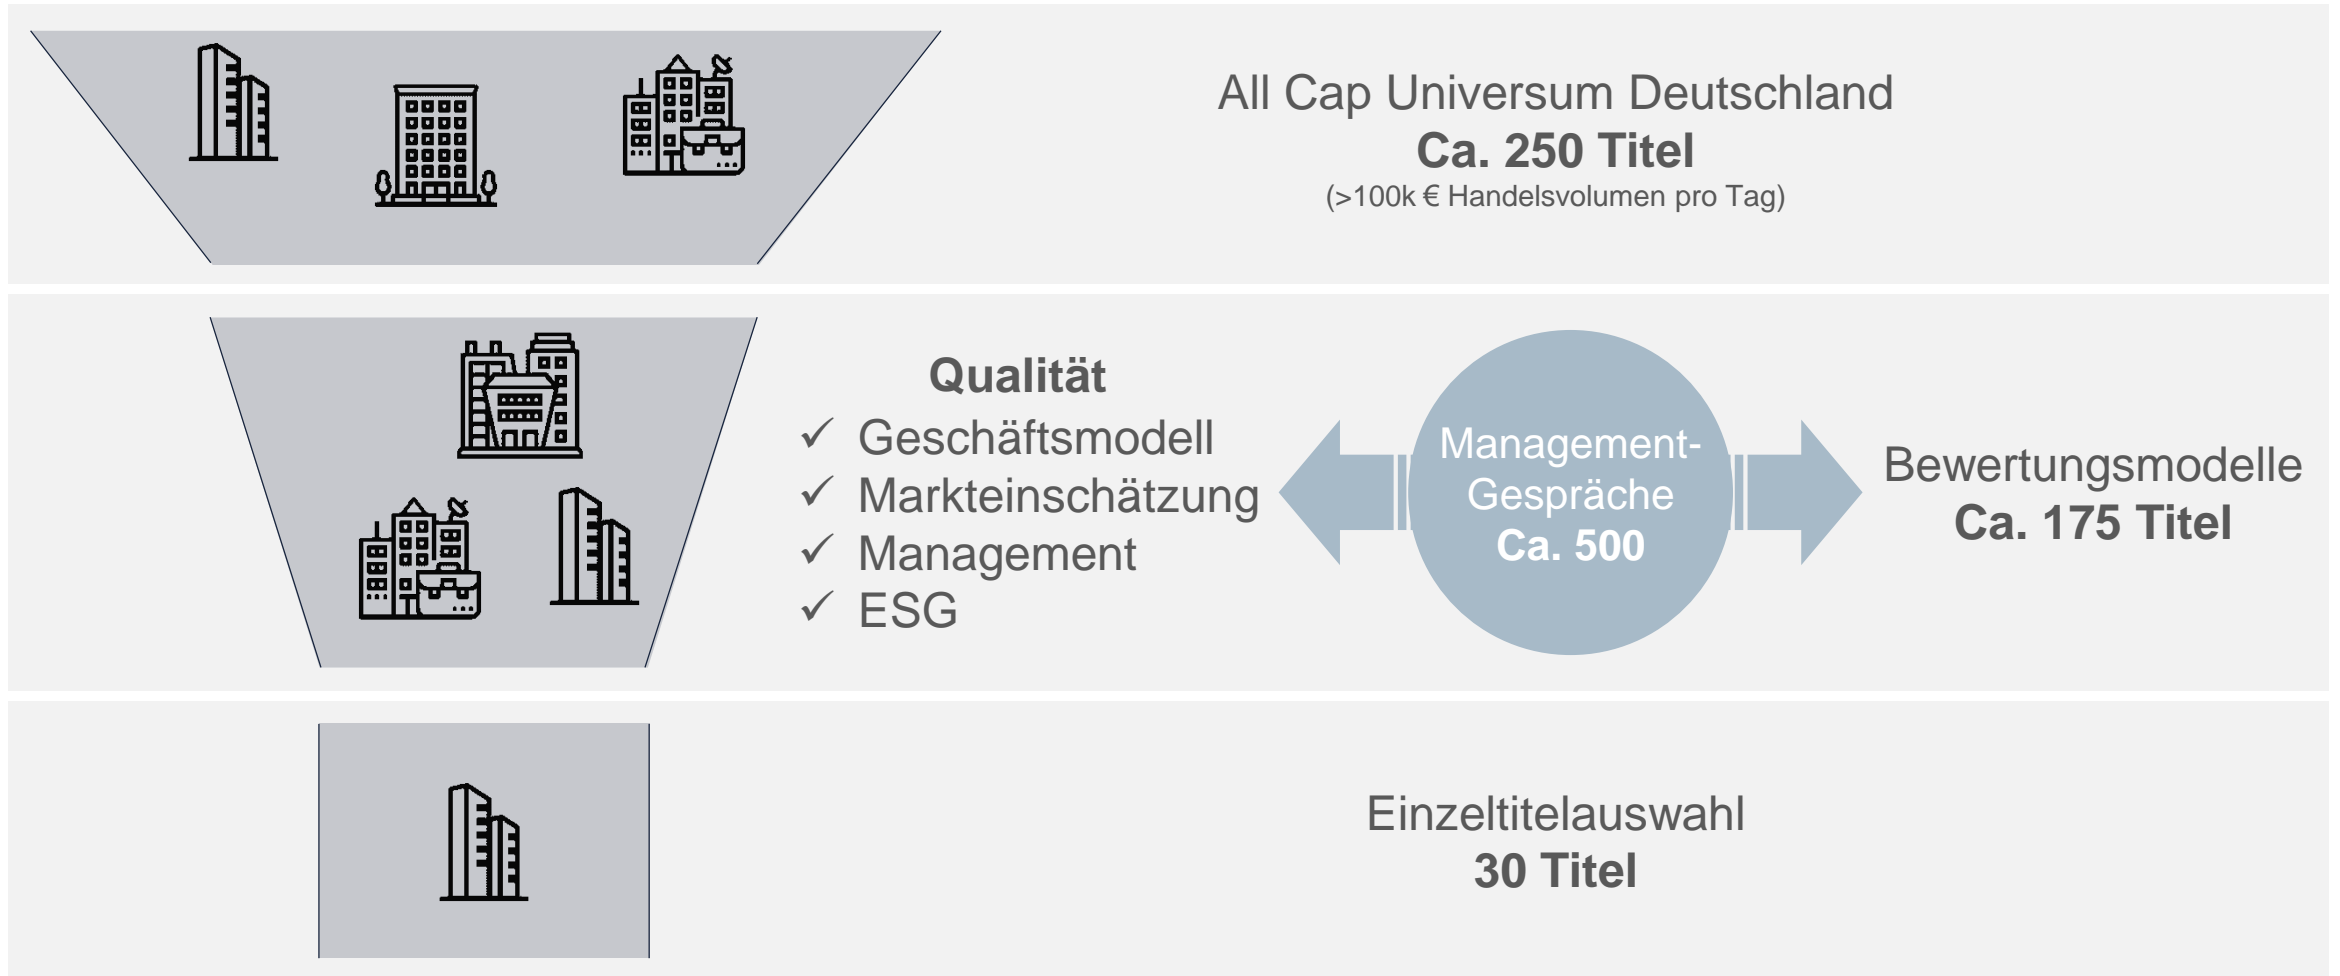 All Cap Universum Deutschland
Ca. 250 Titel
(>100k € Handelsvolumen pro Tag)
Qualität
✓ Geschäftsmodell
✓ Markteinschätzung
✓ Management
✓ ESG
Management-
Gespräche
Ca. 500
Bewertungsmodelle
Ca. 175 Titel
Einzeltitelauswahl
30 Titel